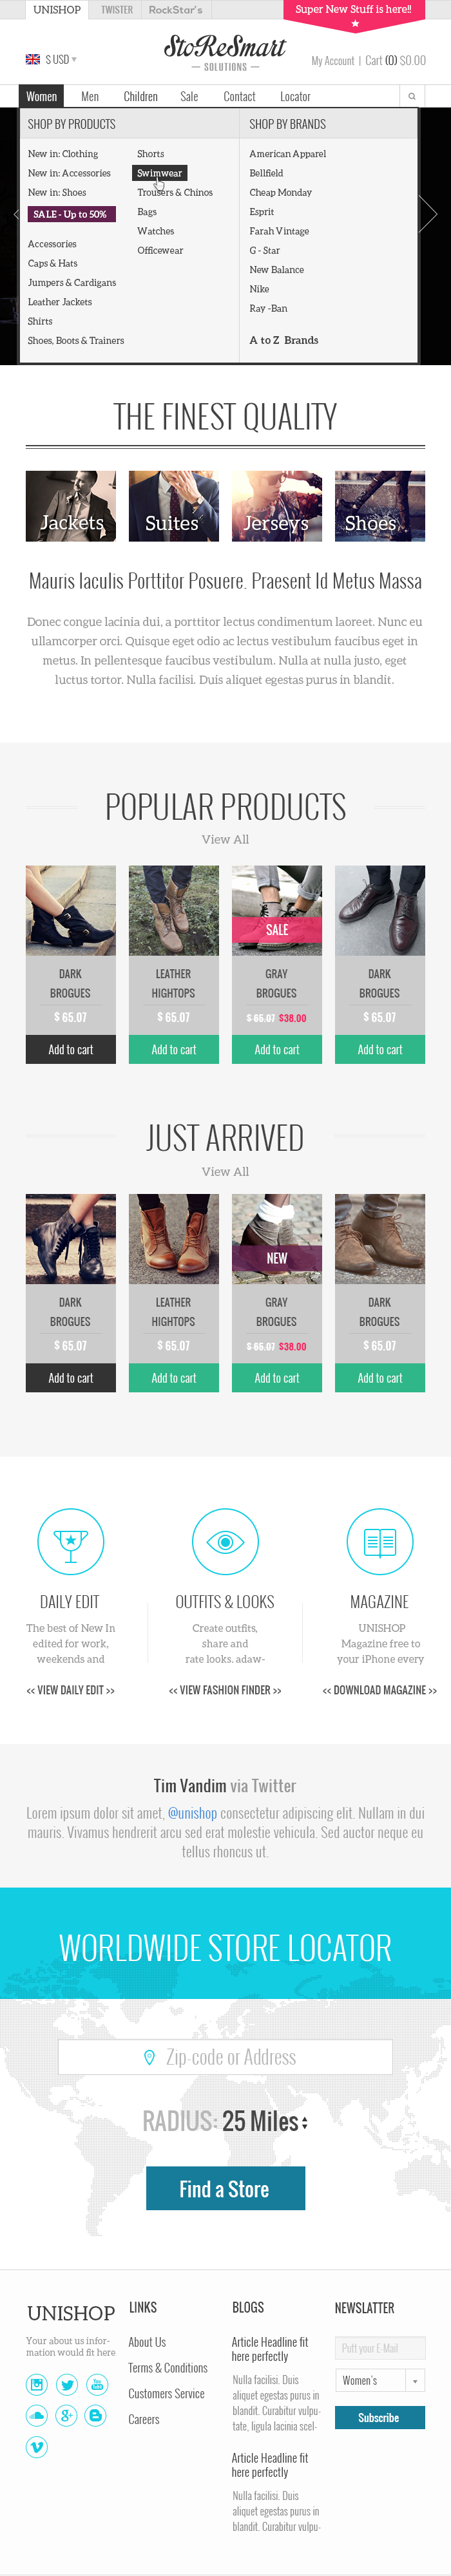 UNISHOP TWISTER RockStar's Super New Stuff is here!!
$ USD
StoReSmart
SOLUTIONS
My Account | Cart (0) $0.00
Women Men Children Sale Contact Locator
SHOP BY PRODUCTS
New in: Clothing
New in: Accessories
New in: Shoes
SALE - Up to 50%
Accessories
Caps & Hats
Jumpers & Cardigans
Leather Jackets
Shirts
Shoes, Boots & Trainers
Shorts
Swimwear
Trousers & Chinos
Bags
Watches
Officewear
SHOP BY BRANDS
American Apparel
Bellfield
Cheap Monday
Esprit
Farah Vintage
G - Star
New Balance
Nike
Ray -Ban
A to Z Brands
THE FINEST QUALITY
Jackets Suites Jerseys Shoes
Mauris Iaculis Porttitor Posuere. Praesent Id Metus Massa
Donec congue lacinia dui, a porttitor lectus condimentum laoreet. Nunc eu
ullamcorper orci. Quisque eget odio ac lectus vestibulum faucibus eget in
metus. In pellentesque faucibus vestibulum. Nulla at nulla justo, eget
luctus tortor. Nulla facilisi. Duis aliquet egestas purus in blandit.
POPULAR PRODUCTS
View All
SALE
DARK
BROGUES
$ 65.07
Add to cart
LEATHER
HIGHTOPS
$ 65.07
Add to cart
GRAY
BROGUES
$ 65.07 $38.00
Add to cart
DARK
BROGUES
$ 65.07
Add to cart
JUST ARRIVED
View All
NEW
DARK
BROGUES
$ 65.07
Add to cart
LEATHER
HIGHTOPS
$ 65.07
Add to cart
GRAY
BROGUES
$ 65.07 $38.00
Add to cart
DARK
BROGUES
$ 65.07
Add to cart
DAILY EDIT
The best of New In
edited for work,
weekends and
<< VIEW DAILY EDIT >>
OUTFITS & LOOKS
Create outfits,
share and
rate looks. adaw-
<< VIEW FASHION FINDER >>
MAGAZINE
UNISHOP
Magazine free to
your iPhone every
<< DOWNLOAD MAGAZINE >>
Tim Vandim via Twitter
Lorem ipsum dolor sit amet, @unishop consectetur adipiscing elit. Nullam in dui
mauris. Vivamus hendrerit arcu sed erat molestie vehicula. Sed auctor neque eu
tellus rhoncus ut.
WORLDWIDE STORE LOCATOR
Zip-code or Address
RADIUS: 25 Miles
Find a Store
UNISHOP
Your about us infor-
mation would fit here
You
Tube
LINKS
About Us
Terms & Conditions
Customers Service
Careers
BLOGS
Article Headline fit
here perfectly
Nulla facilisi. Duis
aliquet egestas purus in
blandit. Curabitur vulpu-
tate, ligula lacinia scel-
Article Headline fit
here perfectly
Nulla facilisi. Duis
aliquet egestas purus in
blandit. Curabitur vulpu-
NEWSLATTER
Putt your E-Mail
Women's
Subscribe